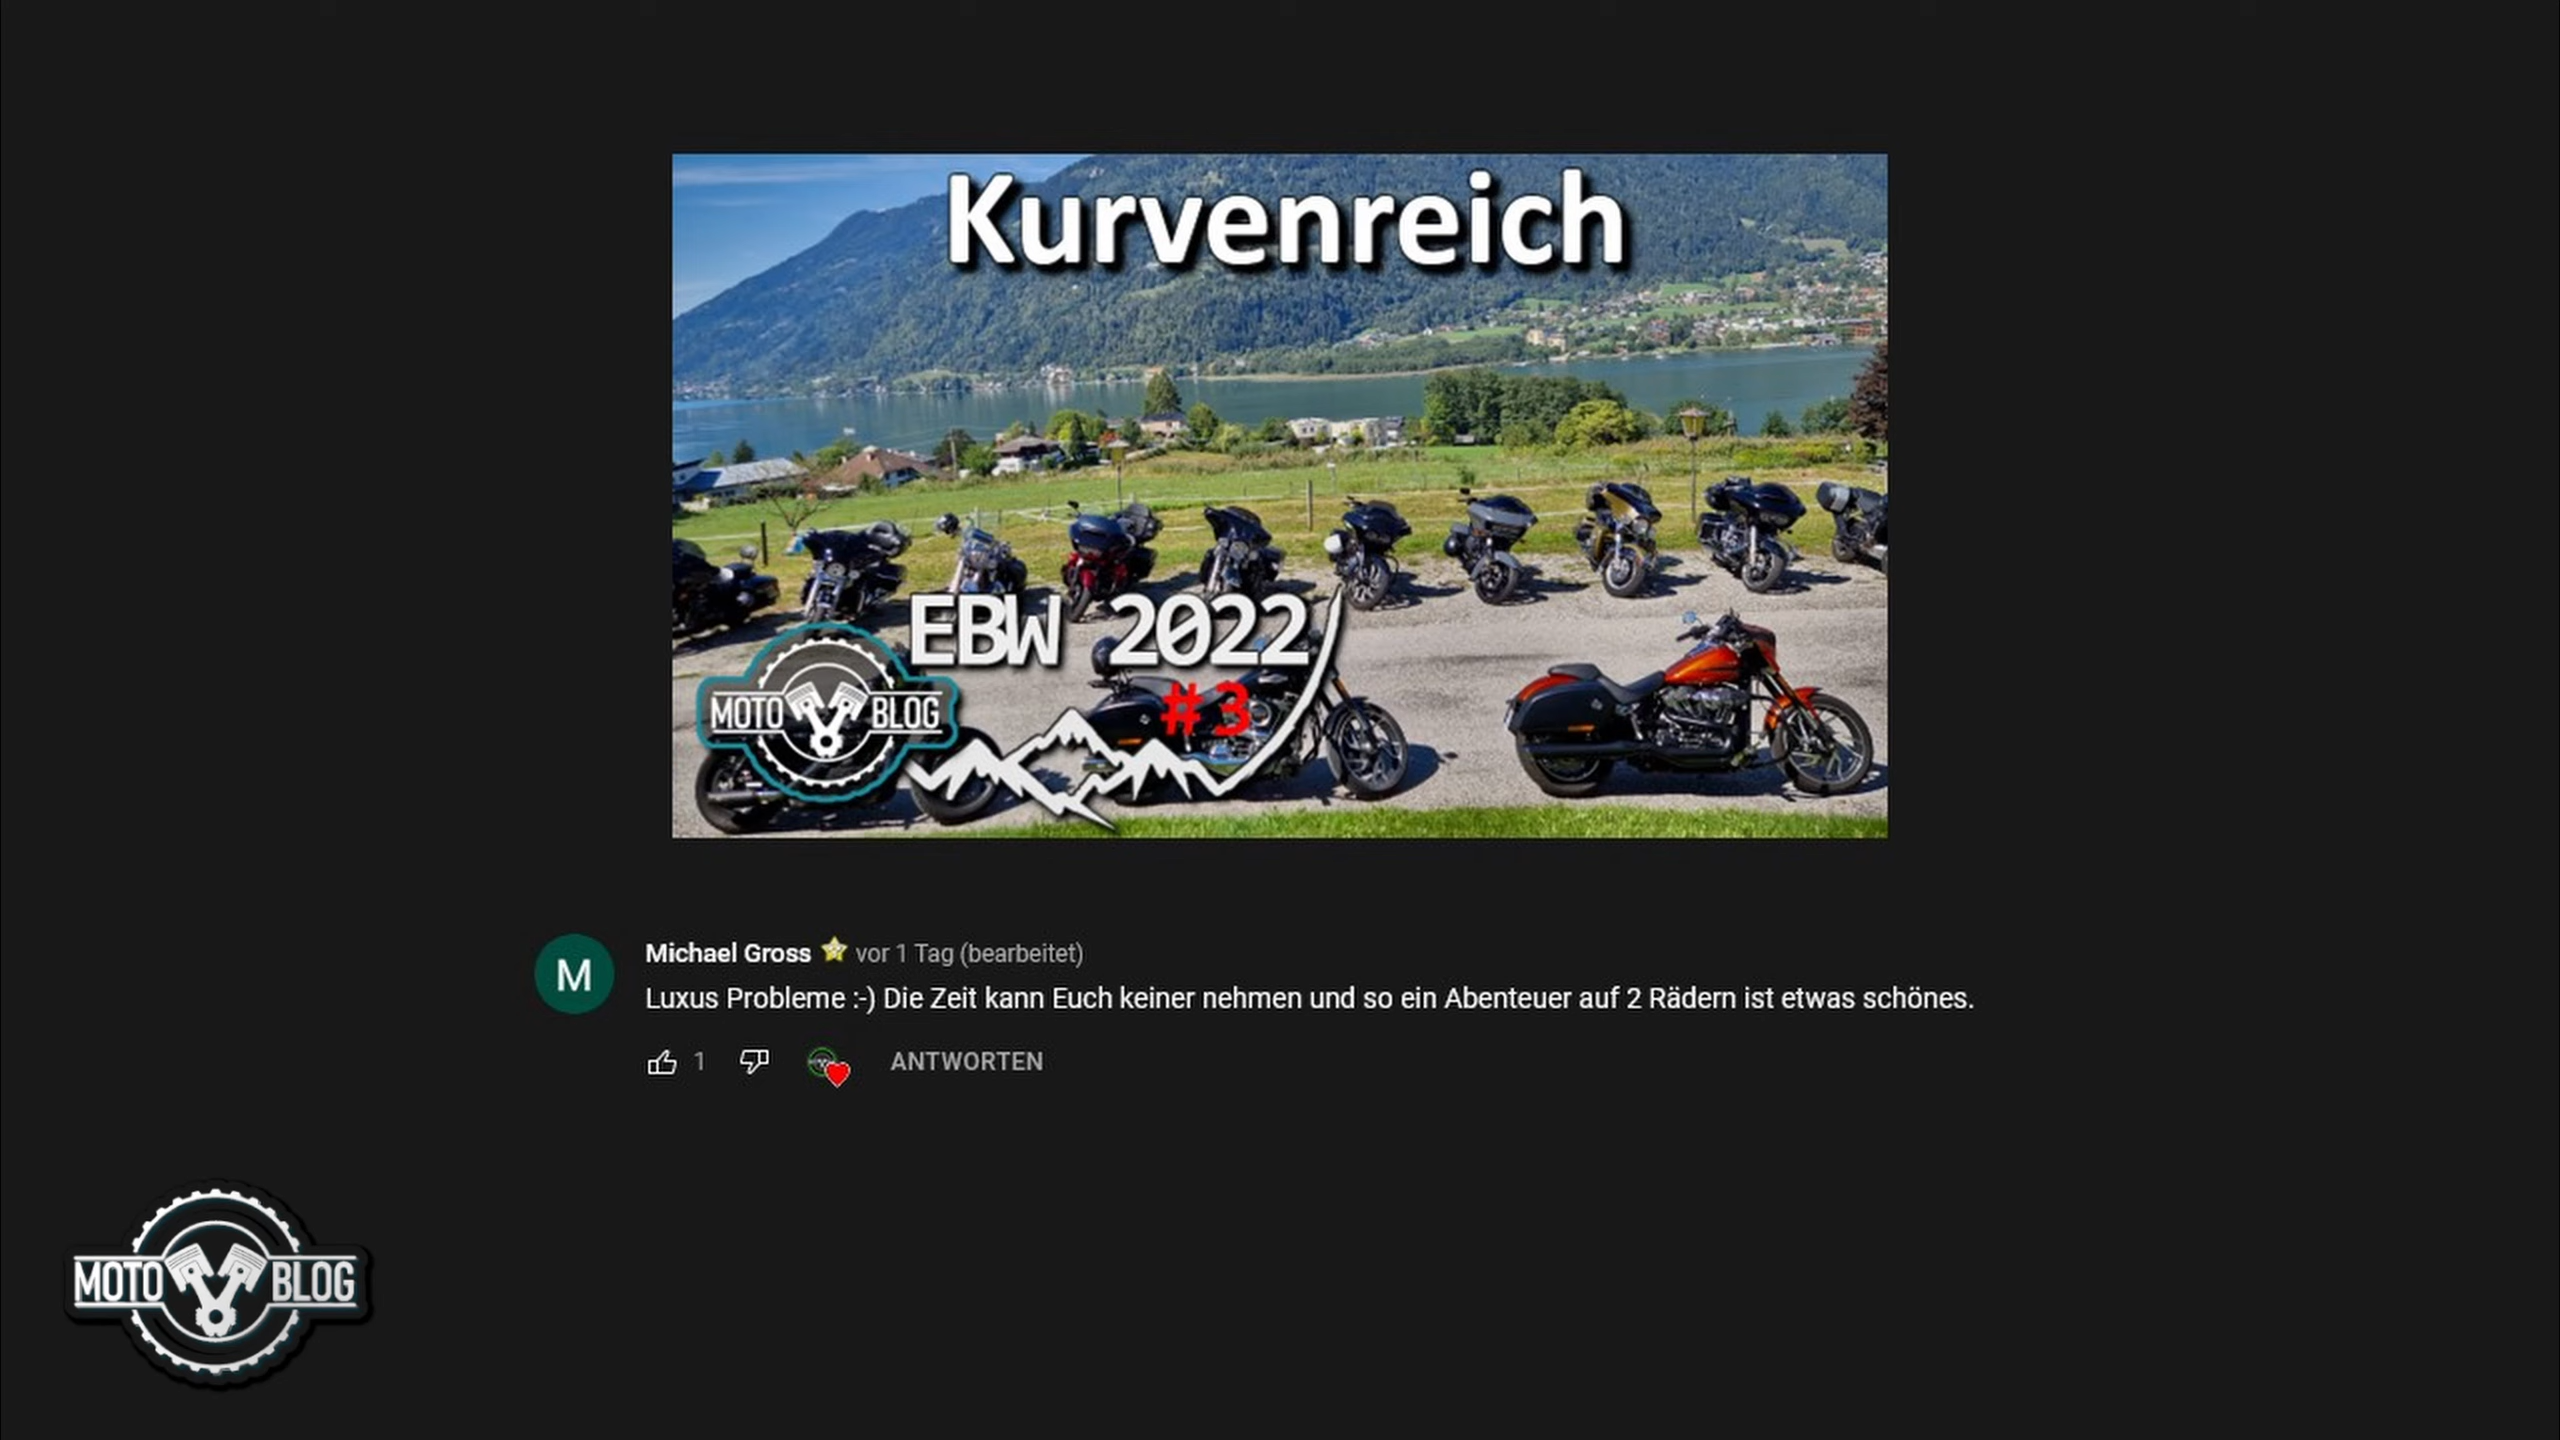 Kurvenreich
EBW 2022
#3
MOTO BLOG
M
Michael Gross vor 1 Tag (bearbeitet)
Luxus Probleme :-) Die Zeit kann Euch keiner nehmen und so ein Abenteuer auf 2 Rädern ist etwas schönes.
1 ANTWORTEN
MOTO BLOG